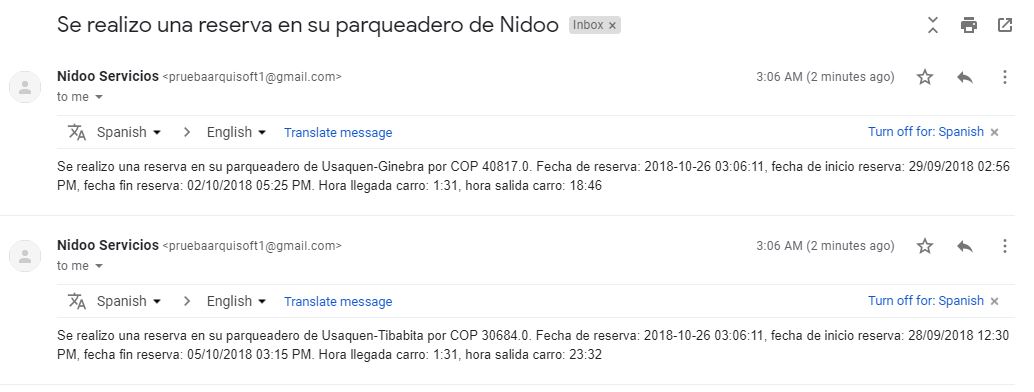 Se realizo una reserva en su parqueadero de Nidoo Inbox ×
Nidoo Servicios <pruebaarquisoft1@gmail.com> 3:06 AM (2 minutes ago)
to me
Spanish > English Translate message Turn off for: Spanish ×
Se realizo una reserva en su parqueadero de Usaquen-Ginebra por COP 40817.0. Fecha de reserva: 2018-10-26 03:06:11, fecha de inicio reserva: 29/09/2018 02:56
PM, fecha fin reserva: 02/10/2018 05:25 PM. Hora llegada carro: 1:31, hora salida carro: 18:46
Nidoo Servicios <pruebaarquisoft1@gmail.com> 3:06 AM (2 minutes ago)
to me
Spanish > English Translate message Turn off for: Spanish ×
Se realizo una reserva en su parqueadero de Usaquen-Tibabita por COP 30684.0. Fecha de reserva: 2018-10-26 03:06:11, fecha de inicio reserva: 28/09/2018 12:30
PM, fecha fin reserva: 05/10/2018 03:15 PM. Hora llegada carro: 1:31, hora salida carro: 23:32